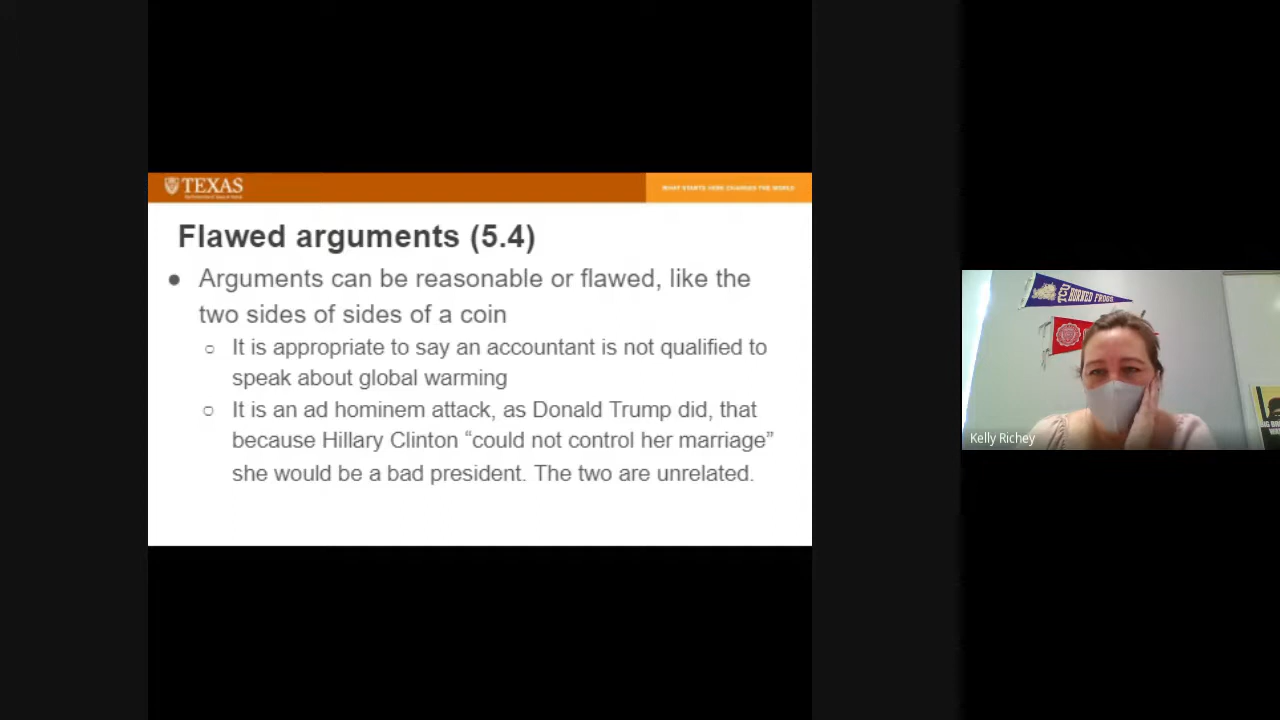 TEXAS
WHAT STARTS HERE CHANGES THE WORLD
Flawed arguments (5.4)
● Arguments can be reasonable or flawed, like the
two sides of sides of a coin
○ It is appropriate to say an accountant is not qualified to
speak about global warming
○ It is an ad hominem attack, as Donald Trump did, that
because Hillary Clinton “could not control her marriage”
she would be a bad president. The two are unrelated.
TCU HORNED FROGS
Kelly Richey